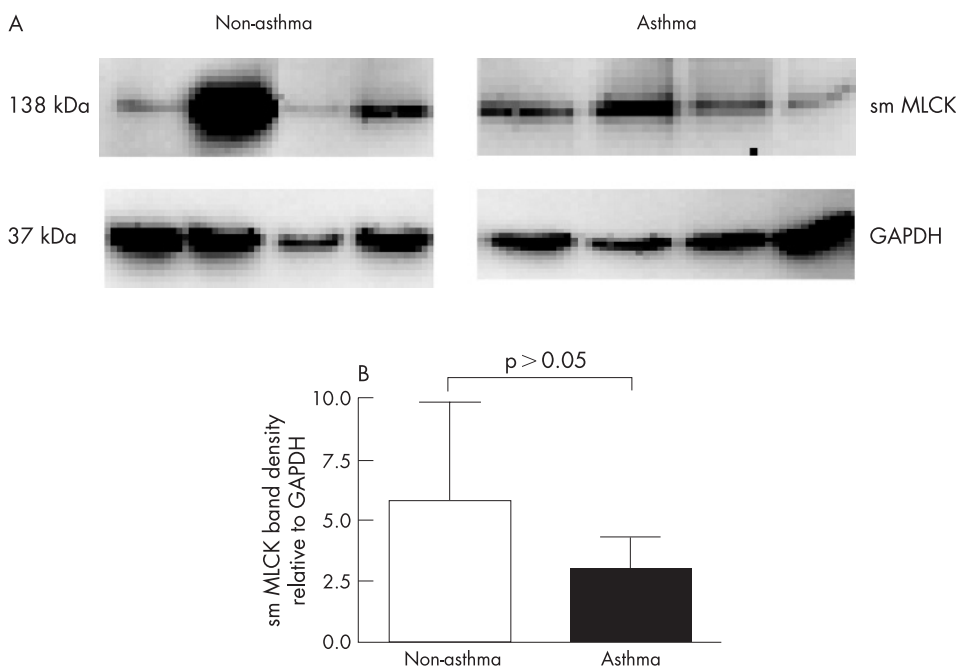 A
Non-asthma
Asthma
138 kDa
sm MLCK
37 kDa
GAPDH
B
p > 0.05
sm MLCK band density
relative to GAPDH
10.0
7.5
5.0
2.5
0.0
Non-asthma
Asthma